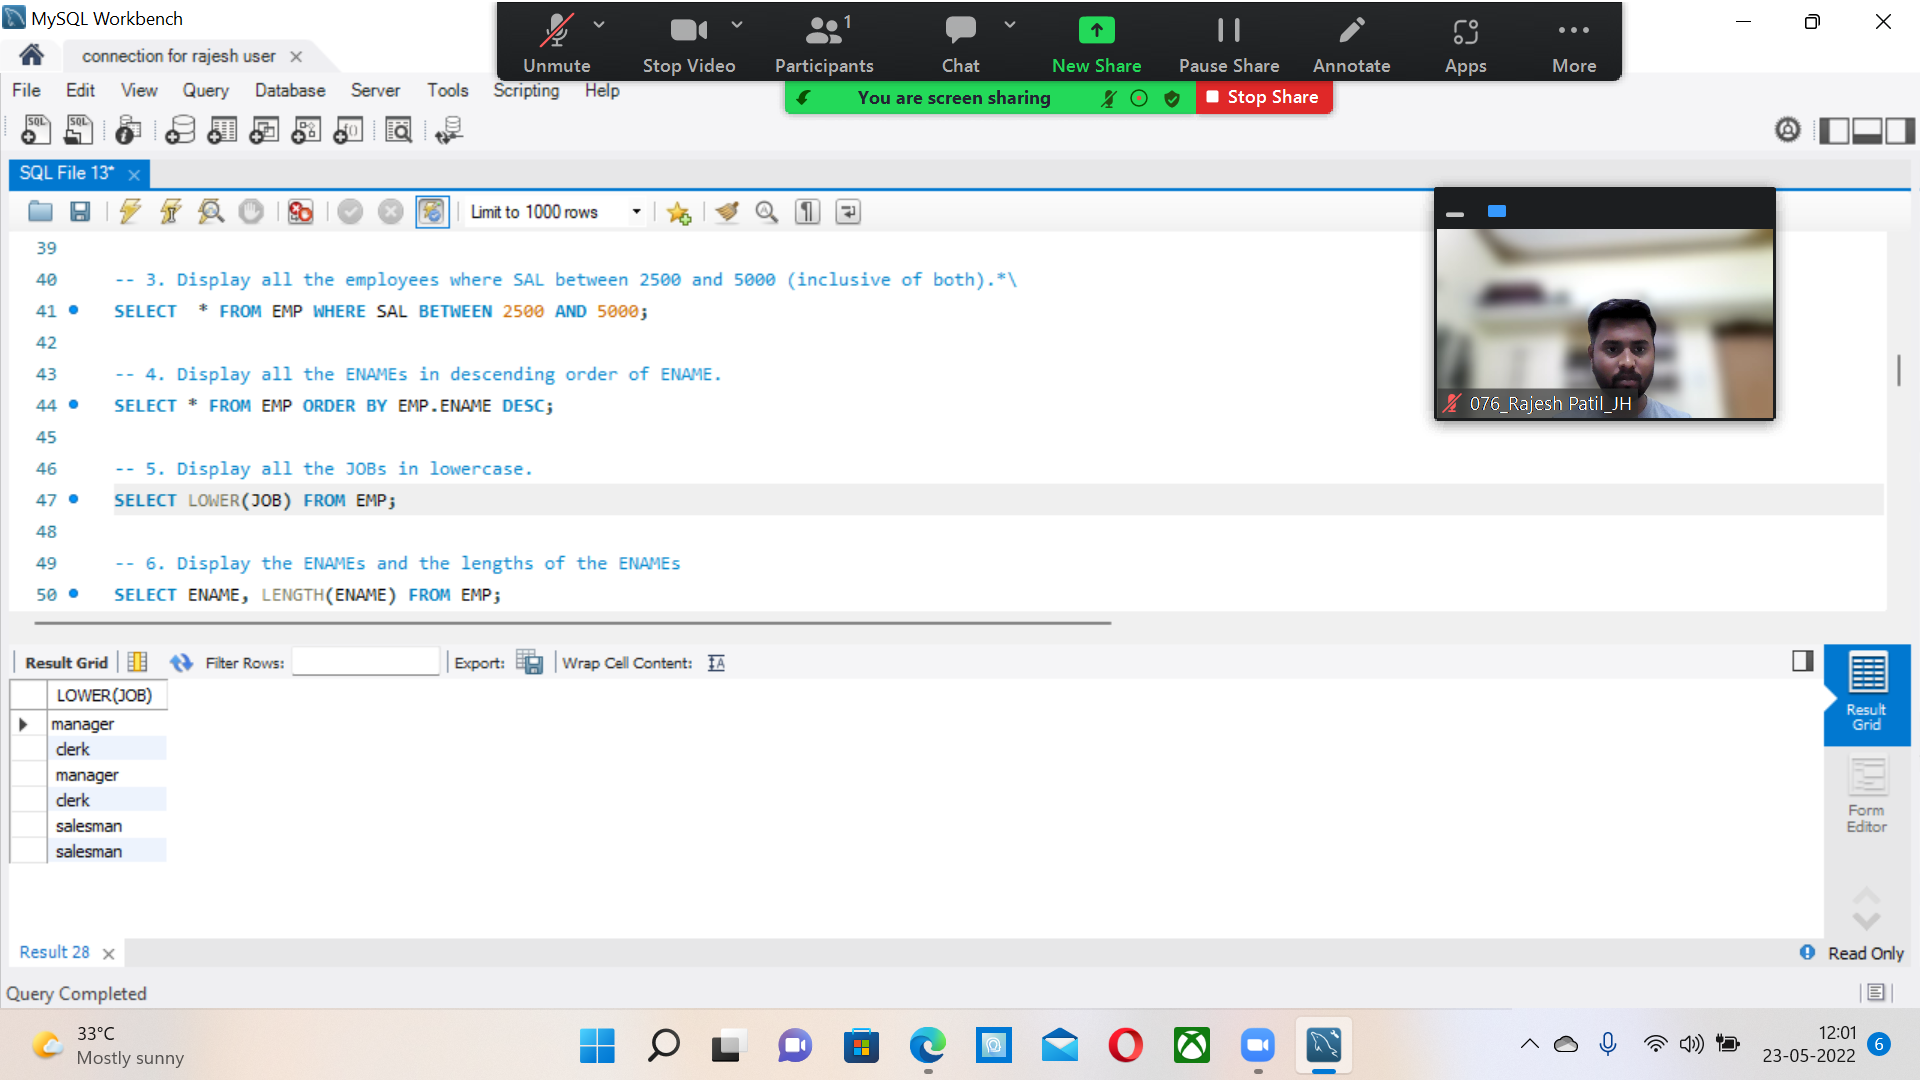 MySQL Workbench
Unmute
Stop Video
1
Participants
Chat
New Share
Pause Share
Annotate
Apps
More
connection for rajesh user
You are screen sharing
Stop Share
File Edit View Query Database Server Tools Scripting Help
SQL File 13*
Limit to 1000 rows
39
40 -- 3. Display all the employees where SAL between 2500 and 5000 (inclusive of both).*\
41 SELECT * FROM EMP WHERE SAL BETWEEN 2500 AND 5000;
42
43 -- 4. Display all the ENAMEs in descending order of ENAME.
44 SELECT * FROM EMP ORDER BY EMP.ENAME DESC;
45
46 -- 5. Display all the JOBs in lowercase.
47 SELECT LOWER(JOB) FROM EMP;
48
49 -- 6. Display the ENAMEs and the lengths of the ENAMEs
50 SELECT ENAME, LENGTH(ENAME) FROM EMP;
076_Rajesh Patil_JH
Result Grid
Filter Rows:
Export:
Wrap Cell Content:
LOWER(JOB)
manager
clerk
manager
clerk
salesman
salesman
Result
Grid
Form
Editor
Result 28
Read Only
Query Completed
33°C
Mostly sunny
12:01
23-05-2022
6